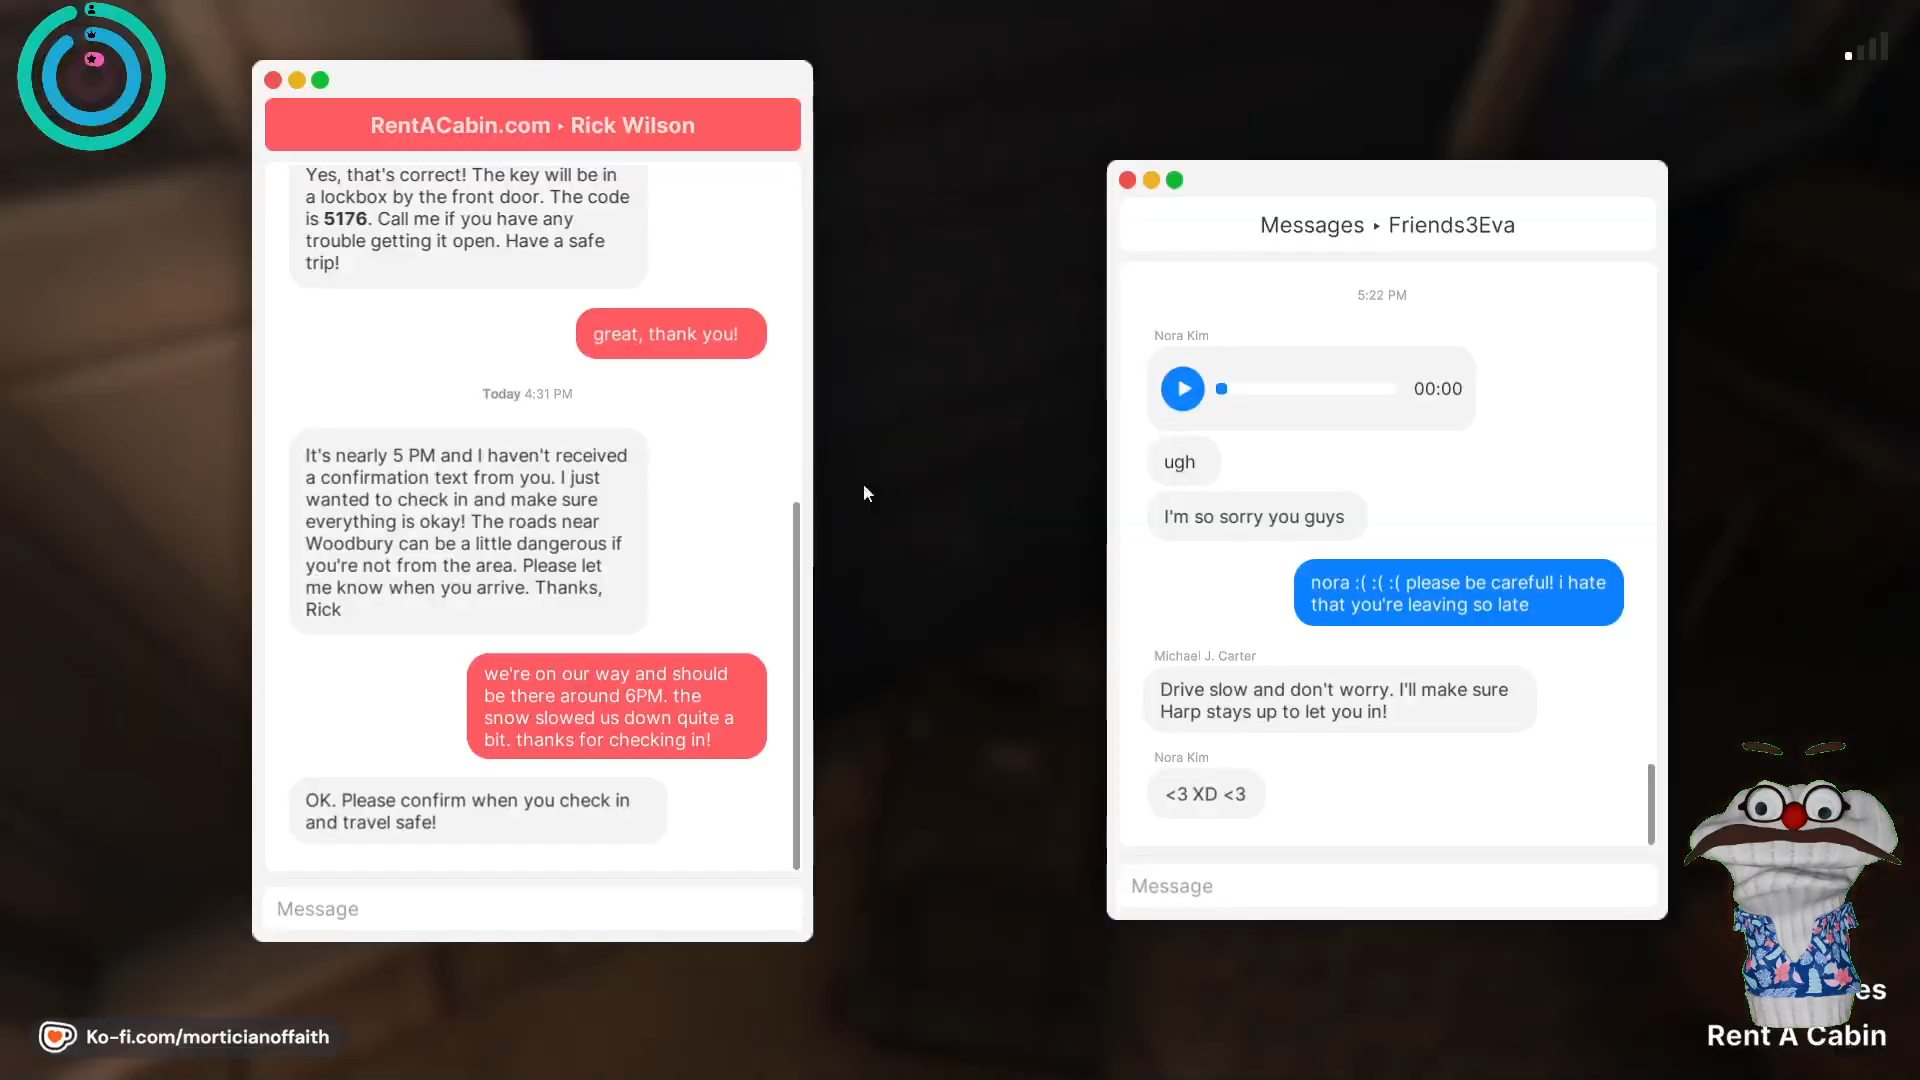 RentACabin.com ‣ Rick Wilson
Yes, that's correct! The key will be in
a lockbox by the front door. The code
is 5176. Call me if you have any
trouble getting it open. Have a safe
trip!
great, thank you!
Today 4:31 PM
It's nearly 5 PM and I haven't received
a confirmation text from you. I just
wanted to check in and make sure
everything is okay! The roads near
Woodbury can be a little dangerous if
you're not from the area. Please let
me know when you arrive. Thanks,
Rick
we're on our way and should
be there around 6PM. the
snow slowed us down quite a
bit. thanks for checking in!
OK. Please confirm when you check in
and travel safe!
Message
Messages ‣ Friends3Eva
5:22 PM
Nora Kim
00:00
ugh
I'm so sorry you guys
nora :( :( :( please be careful! i hate
that you're leaving so late
Michael J. Carter
Drive slow and don't worry. I'll make sure
Harp stays up to let you in!
Nora Kim
<3 XD <3
Message
es
Rent A Cabin
Ko-fi.com/morticianoffaith